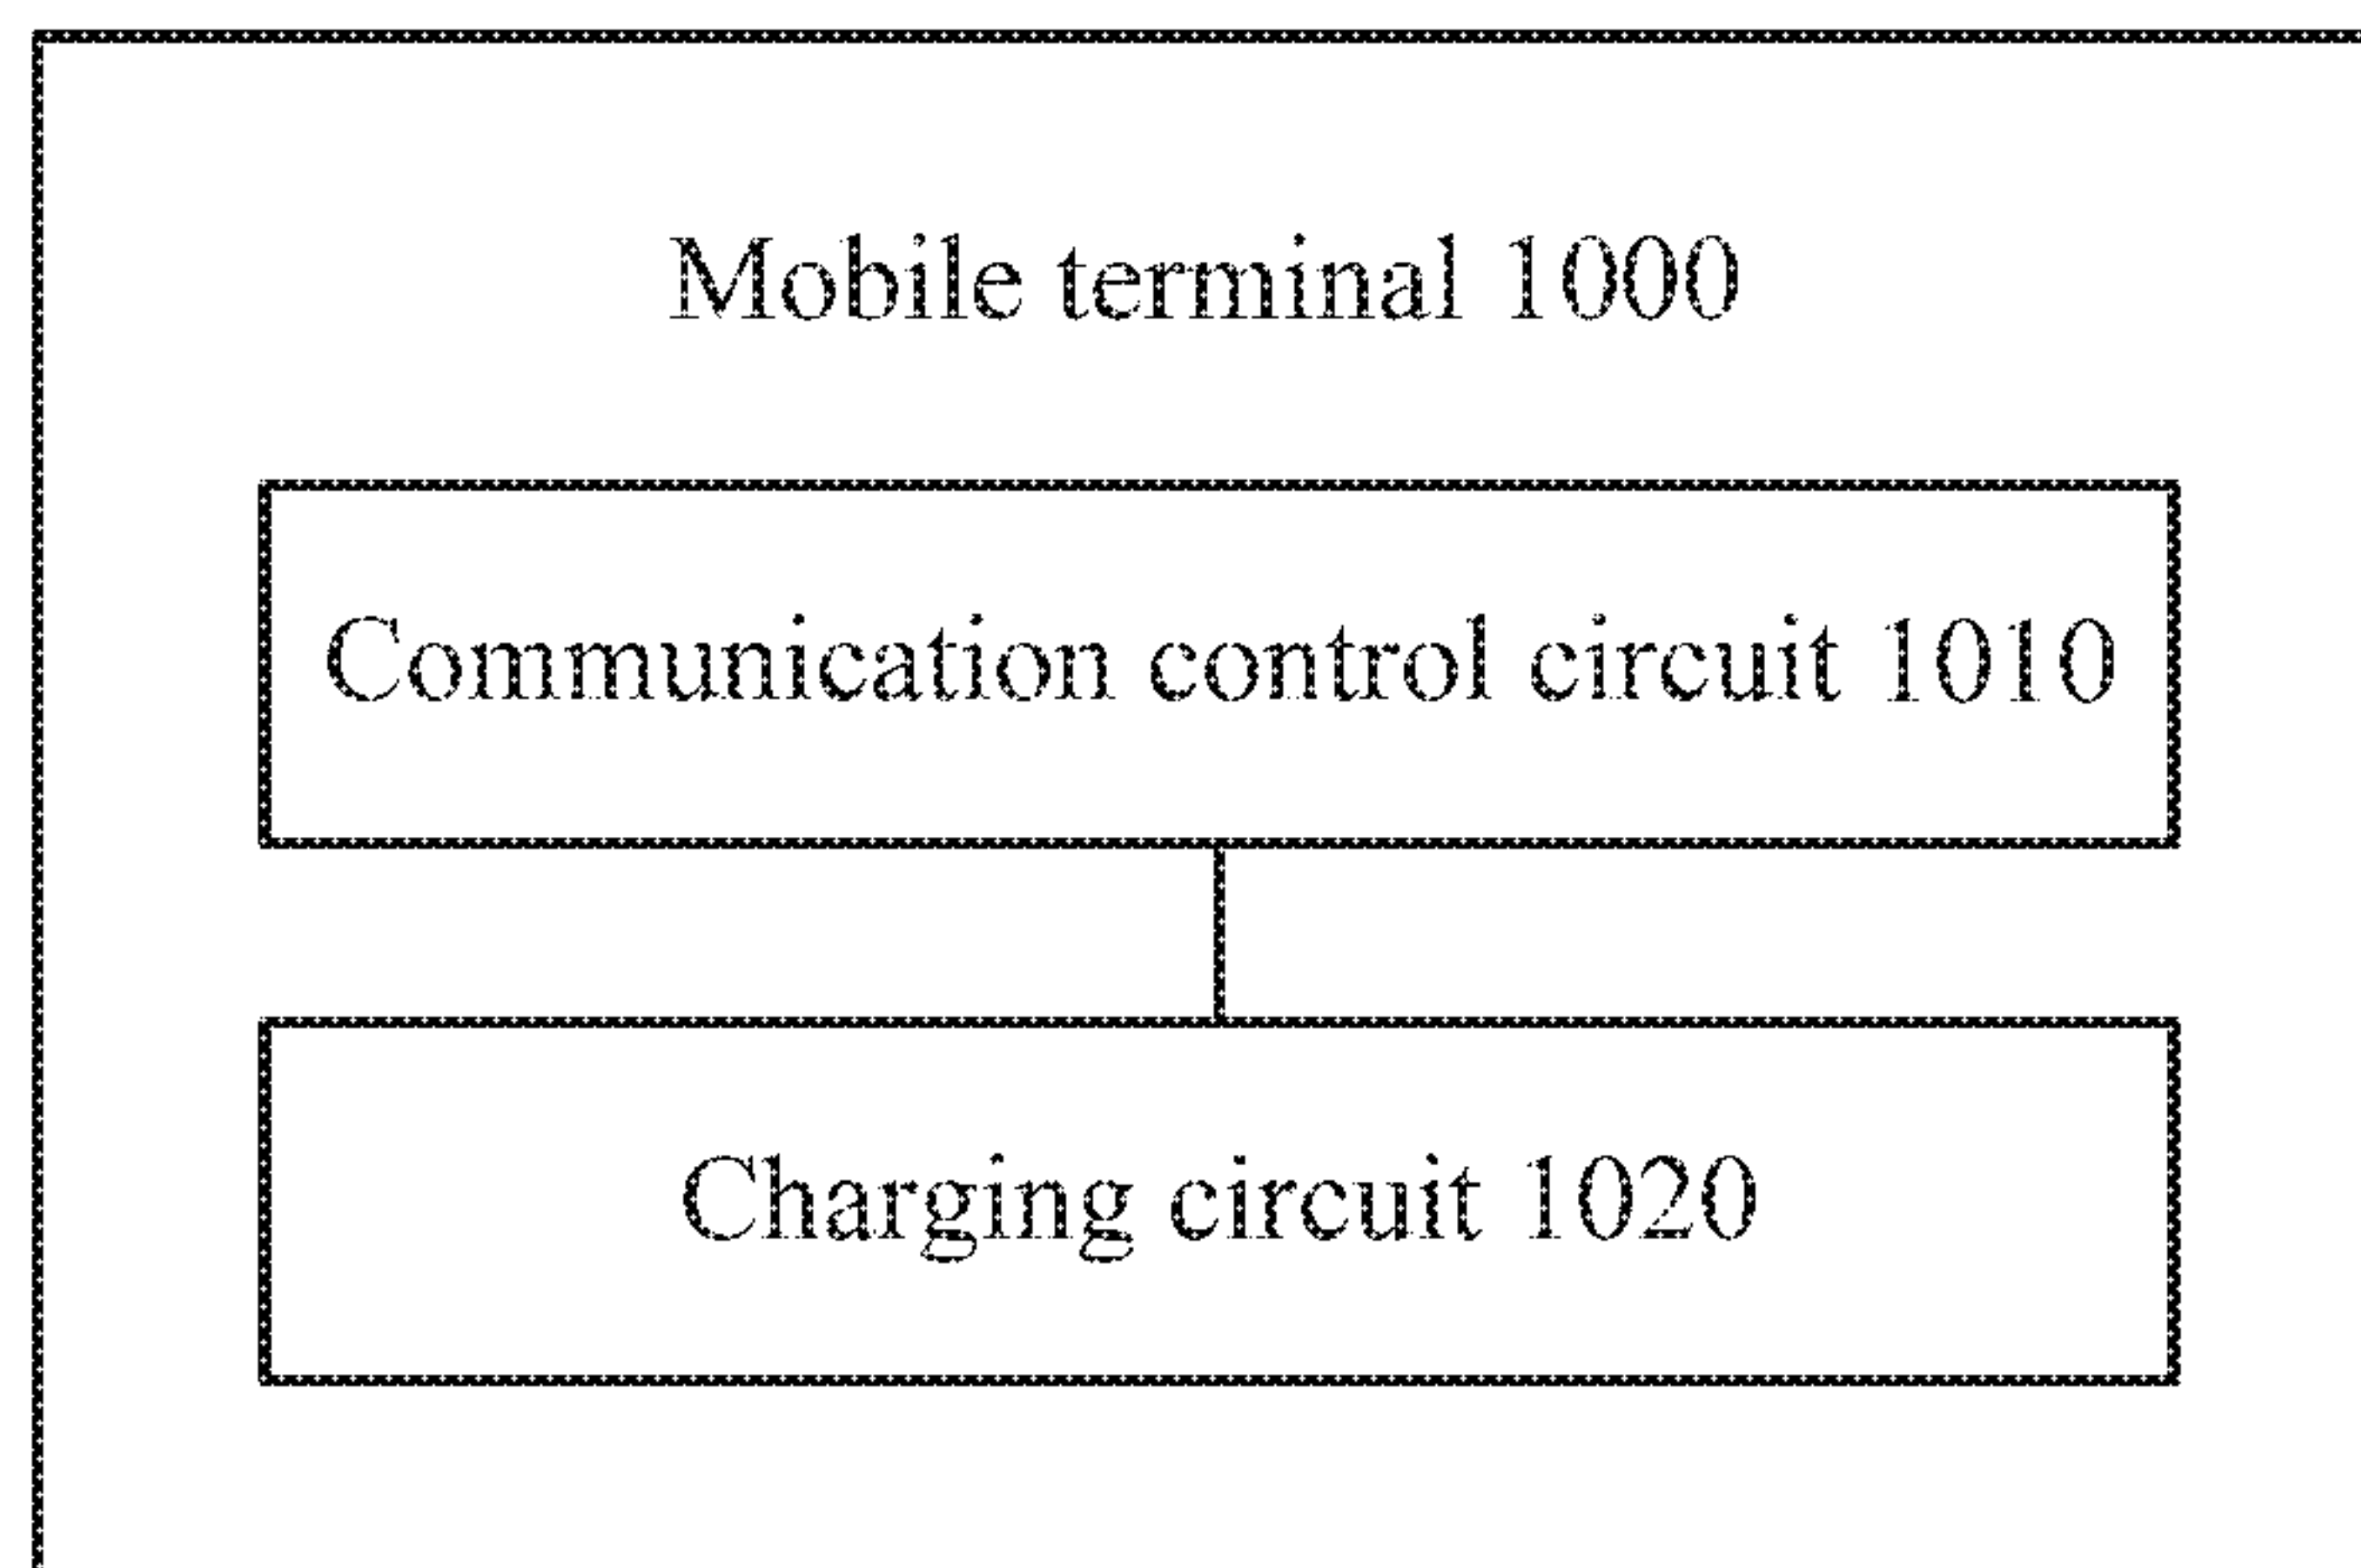 Mobile terminal 1000
Communication control circuit 1010
Charging circuit 1020